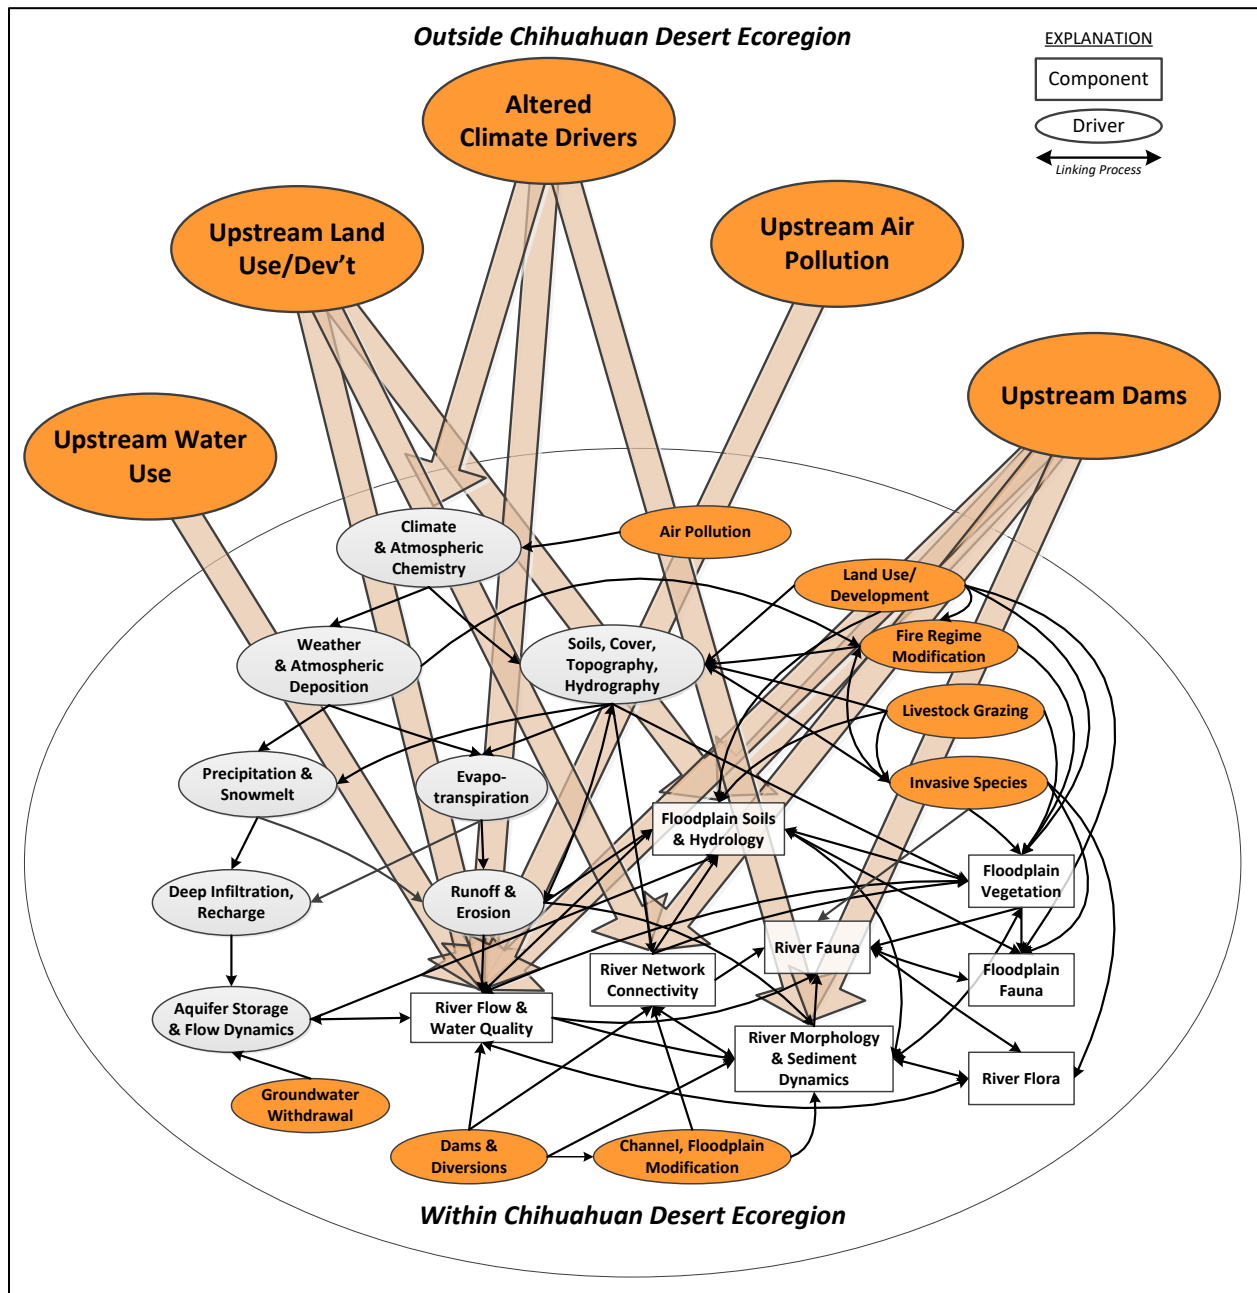 Outside Chihuahuan Desert Ecoregion
EXPLANATION
Component
Driver
Linking Process
Altered
Climate Drivers
Upstream Land
Use/Dev't
Upstream Air
Pollution
Upstream Dams
Upstream Water
Use
Climate
& Atmospheric
Chemistry
Air Pollution
Land Use/
Development
Weather
& Atmospheric
Deposition
Soils, Cover,
Topography,
Hydrography
Fire Regime
Modification
Livestock Grazing
Precipitation &
Snowmelt
Evapo-
transpiration
Invasive Species
Floodplain Soils
& Hydrology
Deep Infiltration,
Recharge
Runoff &
Erosion
Floodplain
Vegetation
River Fauna
River Network
Connectivity
Floodplain
Fauna
Aquifer Storage
& Flow Dynamics
River Flow &
Water Quality
River Morphology
& Sediment
Dynamics
River Flora
Groundwater
Withdrawal
Dams &
Diversions
Channel, Floodplain
Modification
Within Chihuahuan Desert Ecoregion